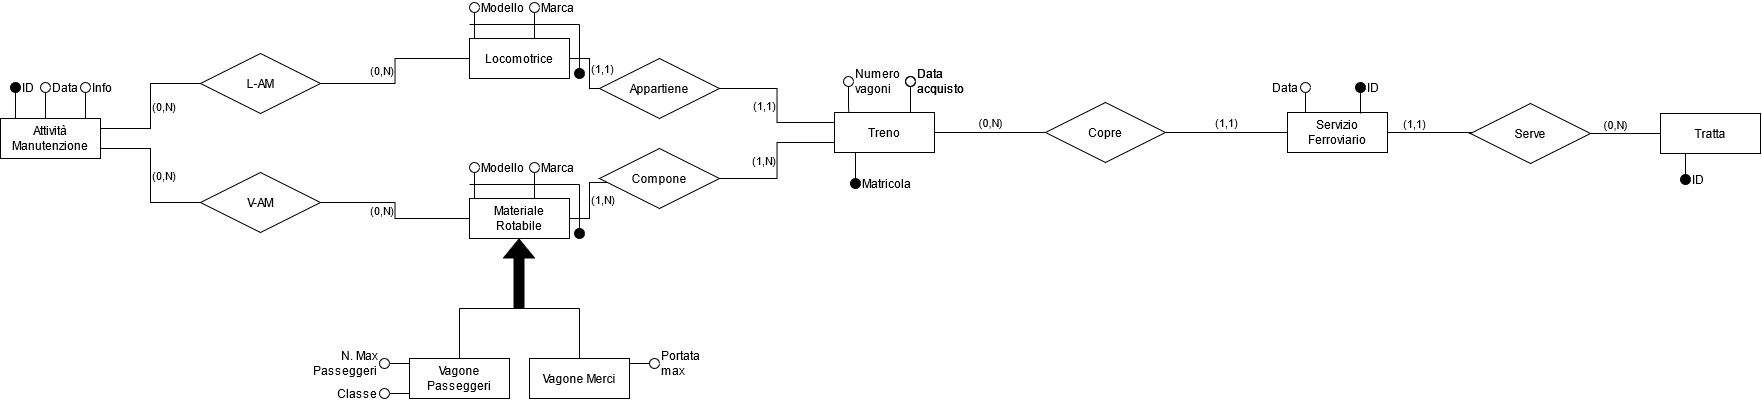 Modello
Marca
Locomotrice
L-AM
(0,N)
(0,N)
(1,1)
Appartiene
(1,1)
ID
Data
Info
Attività
Manutenzione
(0,N)
V-AM
(0,N)
Modello
Marca
Materiale
Rotabile
(1,N)
Compone
(1,N)
Numero
vagoni
Data
acquisto
Treno
Matricola
(0,N)
Copre
(1,1)
Data
ID
Servizio
Ferroviario
(1,1)
Serve
(0,N)
Tratta
ID
N. Max
Passeggeri
Classe
Vagone
Passeggeri
Vagone Merci
Portata
max